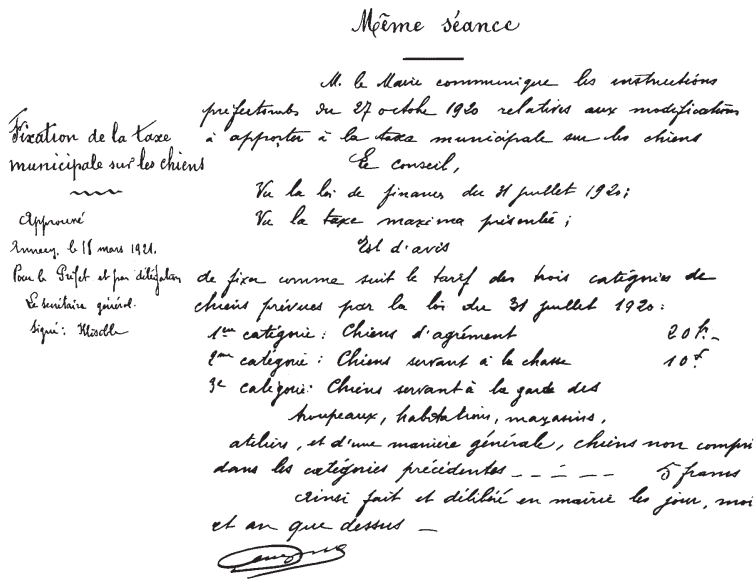 Même séance
Fixation de la taxe
municipale sur les chiens
Approuvé
Annecy, le 18 mars 1921.
Pour le Préfet et par délégation
Le secrétaire général.
Signé:
M. le Maire communique les instructions
préfectorales du 27 octobre 1920 relatives aux modifications
à apporter à la taxe municipale sur les chiens
Le conseil,
Vu la loi de finances du 31 juillet 1920;
Vu la taxe maxima présentée;
Est d'avis
de fixer comme suit le tarif des trois catégories de
chiens prévues par la loi du 31 juillet 1920:
1ère catégorie: Chiens d'agrément 20 fr.-
2me catégorie: Chiens servant à la chasse 10 f
3e catégorie: Chiens servant à la garde des
troupeaux, habitations, magasins,
ateliers, et d'une manière générale, chiens non compris
dans les catégories précédentes _ _ _ _ _ 5 francs
Ainsi fait et délibéré en mairie les jour, mois
et an que dessus _